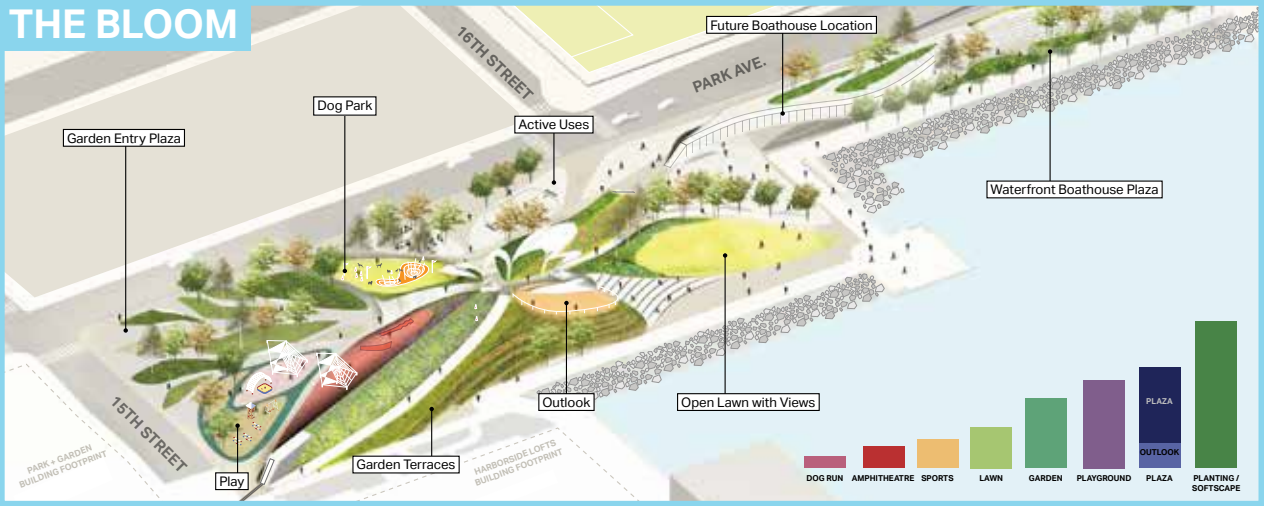 THE BLOOM
16TH STREET
PARK AVE.
Future Boathouse Location
Dog Park
Active Uses
Garden Entry Plaza
Waterfront Boathouse Plaza
15TH STREET
Outlook
Open Lawn with Views
Garden Terraces
Play
PARK + GARDEN
BUILDING FOOTPRINT
HARBORSIDE LOFTS
BUILDING FOOTPRINT
PLAZA
OUTLOOK
DOG RUN
AMPHITHEATRE
SPORTS
LAWN
GARDEN
PLAYGROUND
PLAZA
PLANTING /
SOFTSCAPE